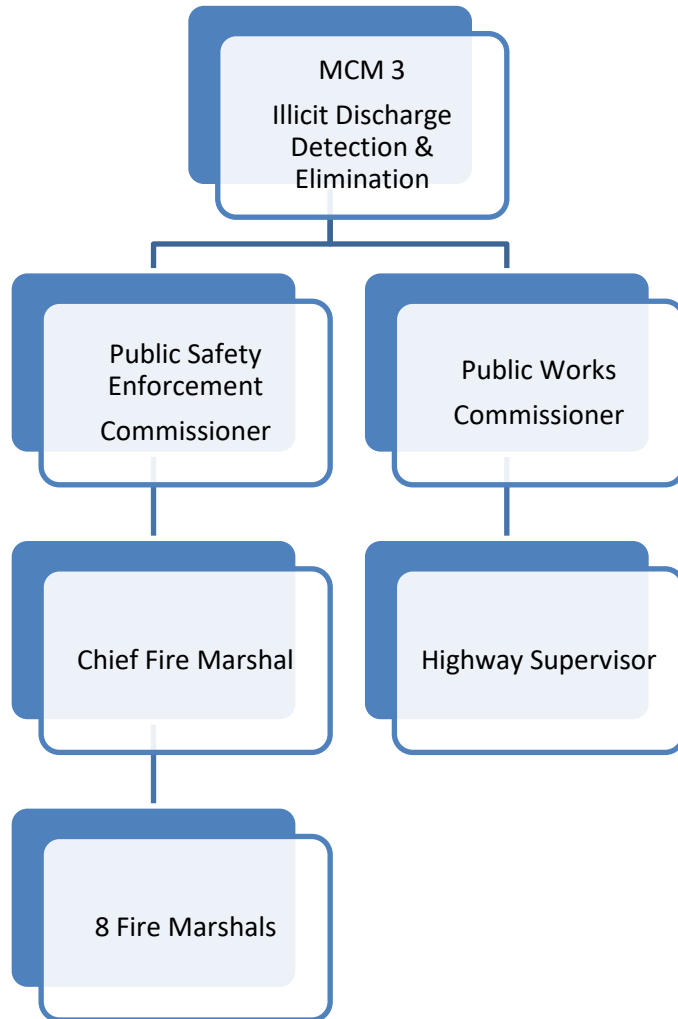 MCM 3
Illicit Discharge
Detection &
Elimination
Public Safety
Enforcement
Commissioner
Public Works
Commissioner
Chief Fire Marshal
Highway Supervisor
8 Fire Marshals